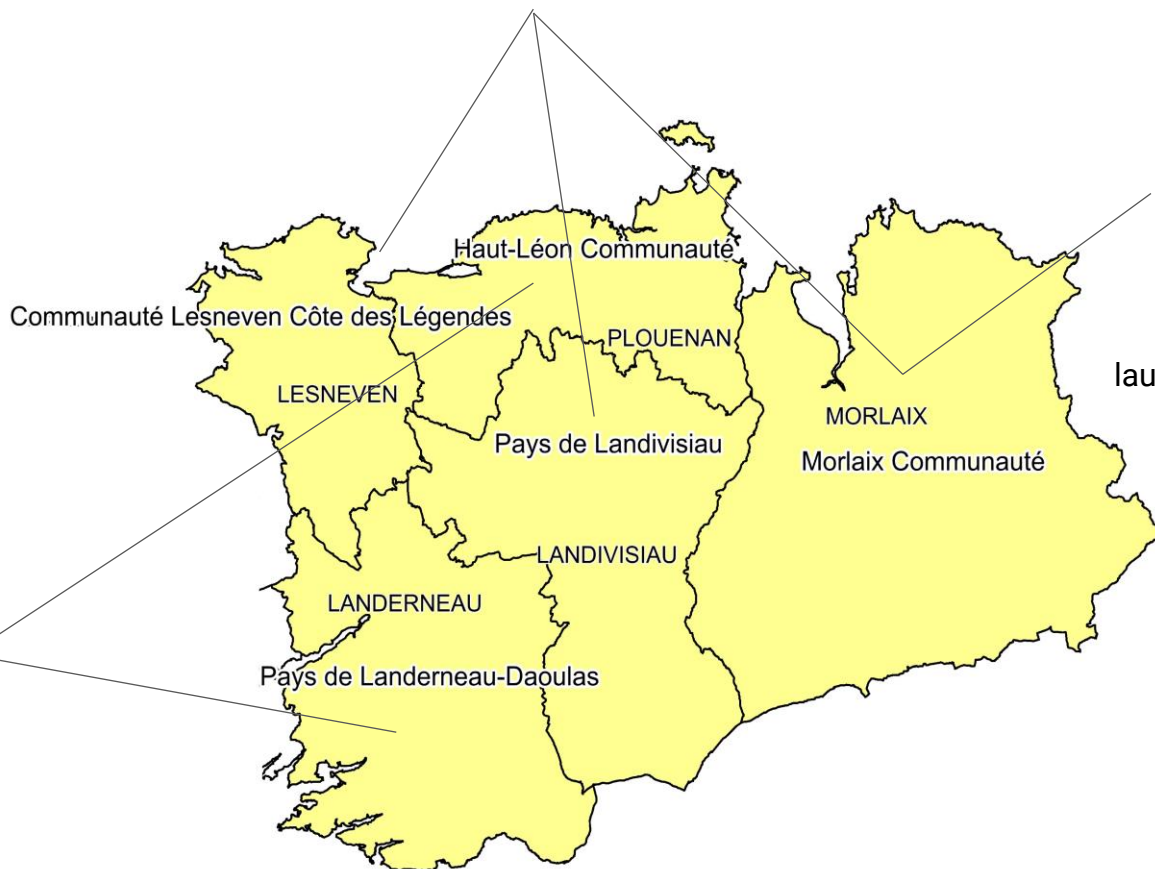 Haut-Léon Communauté
Communauté Lesneven Côte des Légendes
PLOUENAN
lau
LESNEVEN
MORLAIX
Pays de Landivisiau
Morlaix Communauté
LANDIVISIAU
LANDERNEAU
Pays de Landerneau-Daoulas